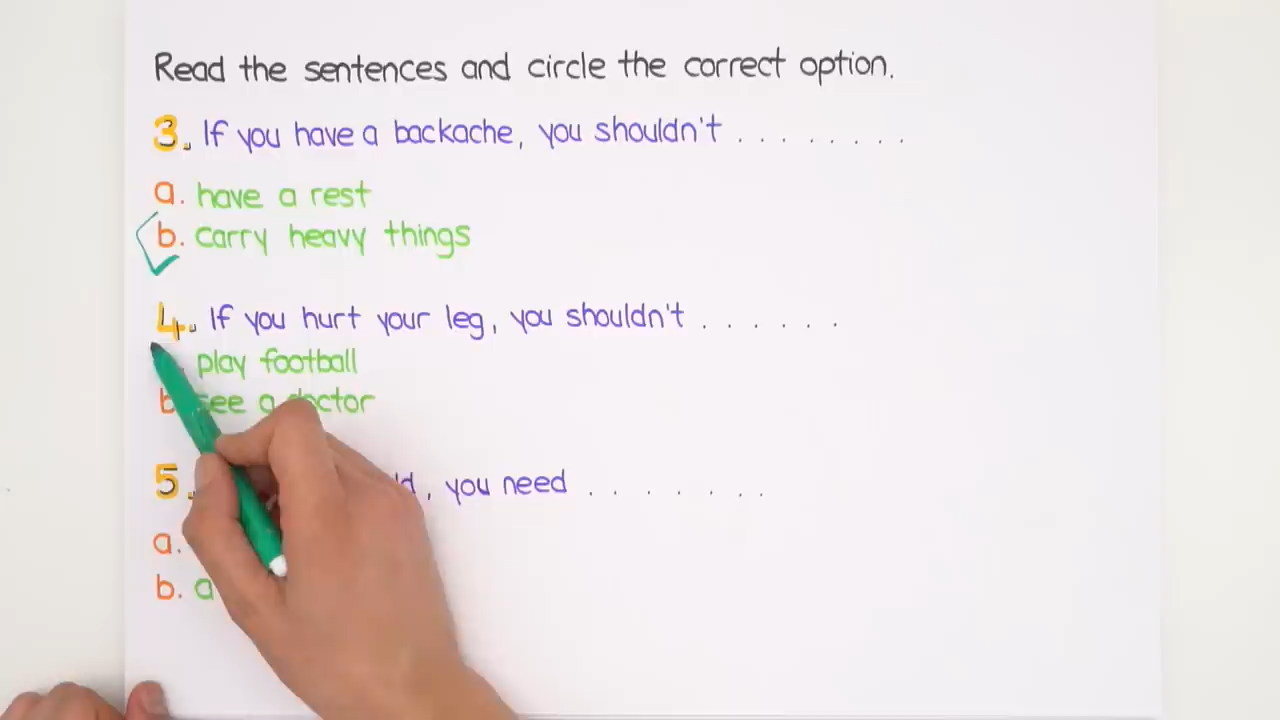 Read the sentences and circle the correct option.
3. If you have a backache, you shouldn't ........
a. have a rest
b. carry heavy things
4. If you hurt your leg, you shouldn't ......
play football
b. see a doctor
5. , you need .......
a.
b. a